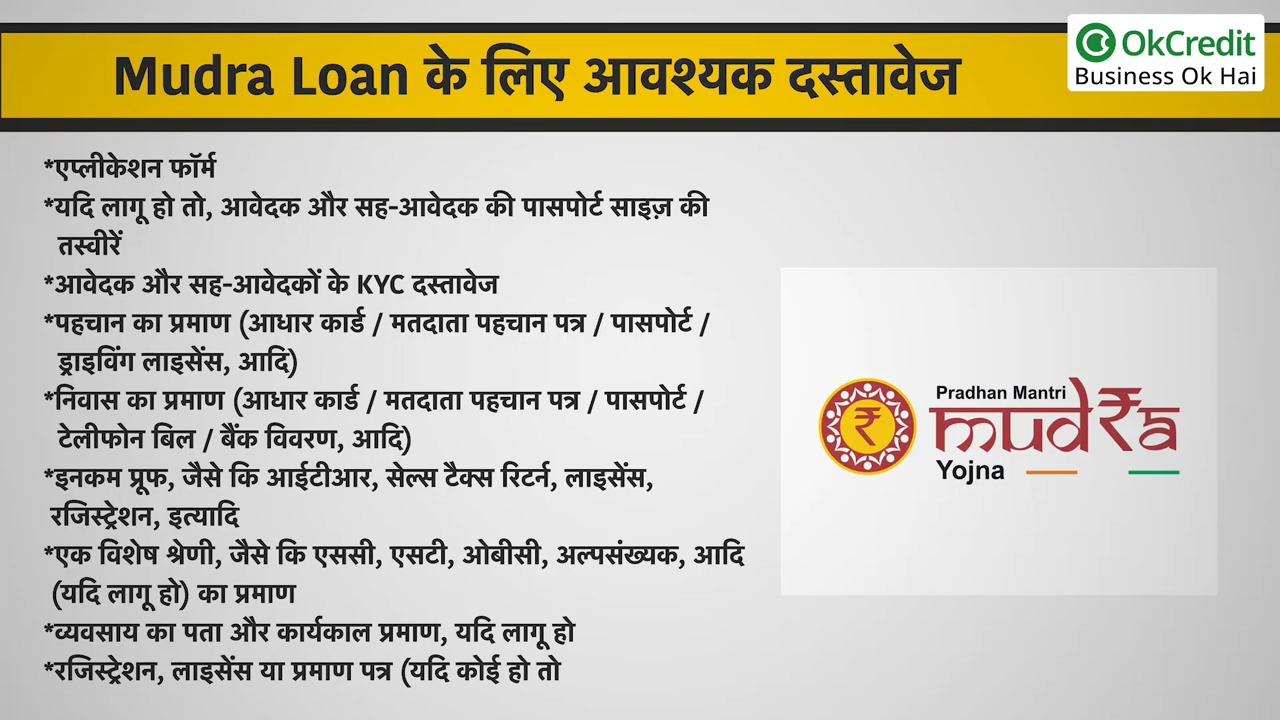 Mudra Loan के लिए आवश्यक दस्तावेज
OkCredit
Business Ok Hai
*एप्लीकेशन फॉर्म
*यदि लागू हो तो, आवेदक और सह-आवेदक की पासपोर्ट साइज़ की
तस्वीरें
*आवेदक और सह-आवेदकों के KYC दस्तावेज
*पहचान का प्रमाण (आधार कार्ड / मतदाता पहचान पत्र / पासपोर्ट /
ड्राइविंग लाइसेंस, आदि)
*निवास का प्रमाण (आधार कार्ड / मतदाता पहचान पत्र / पासपोर्ट /
टेलीफोन बिल / बैंक विवरण, आदि)
*इनकम प्रूफ, जैसे कि आईटीआर, सेल्स टैक्स रिटर्न, लाइसेंस,
रजिस्ट्रेशन, इत्यादि
*एक विशेष श्रेणी, जैसे कि एससी, एसटी, ओबीसी, अल्पसंख्यक, आदि
(यदि लागू हो) का प्रमाण
*व्यवसाय का पता और कार्यकाल प्रमाण, यदि लागू हो
*रजिस्ट्रेशन, लाइसेंस या प्रमाण पत्र (यदि कोई हो तो
₹
Pradhan Mantri
mud₹a
Yojna